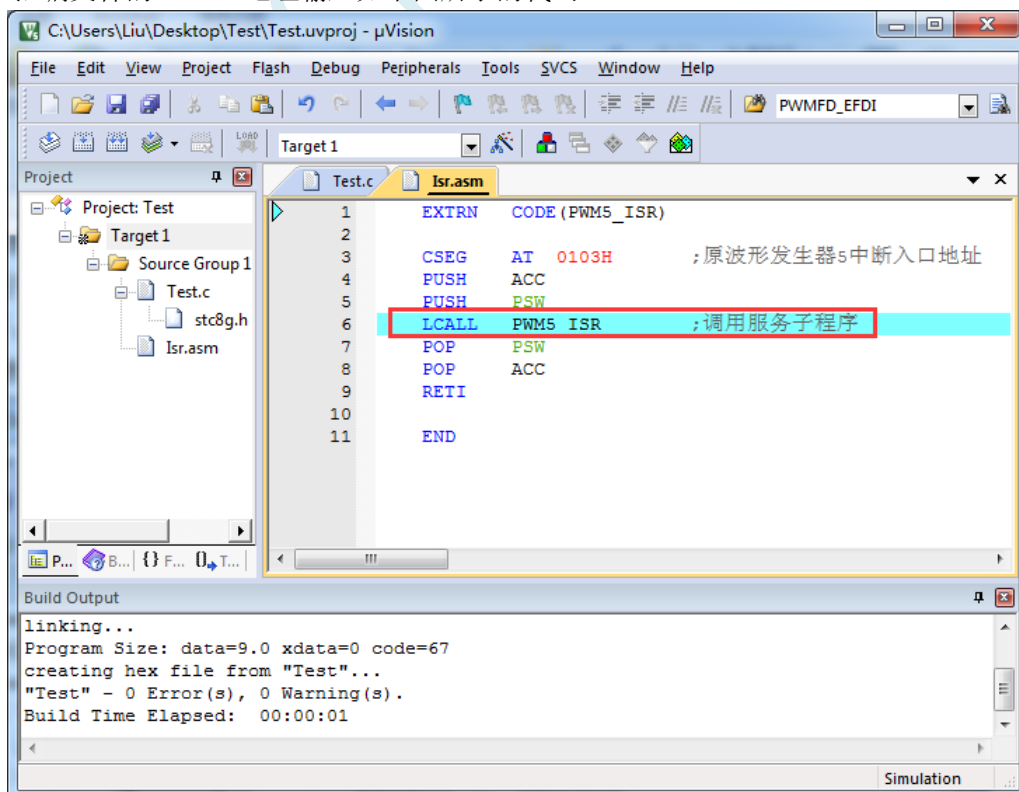 C:\Users\Liu\Desktop\Test\Test.uvproj - µVision
File Edit View Project Flash Debug Peripherals Tools SVCS Window Help
PWMFD_EFDI
LOAD Target 1
Project
Test.c Isr.asm
Project: Test
Target 1
Source Group 1
Test.c
stc8g.h
Isr.asm
1 EXTRN CODE(PWM5_ISR)
2
3 CSEG AT 0103H ;原波形发生器5中断入口地址
4 PUSH ACC
5 PUSH PSW
6 LCALL PWM5_ISR ;调用服务子程序
7 POP PSW
8 POP ACC
9 RETI
10
11 END
P... B... {} F... 0 T...
Build Output
linking...
Program Size: data=9.0 xdata=0 code=67
creating hex file from "Test"...
"Test" - 0 Error(s), 0 Warning(s).
Build Time Elapsed: 00:00:01
Simulation